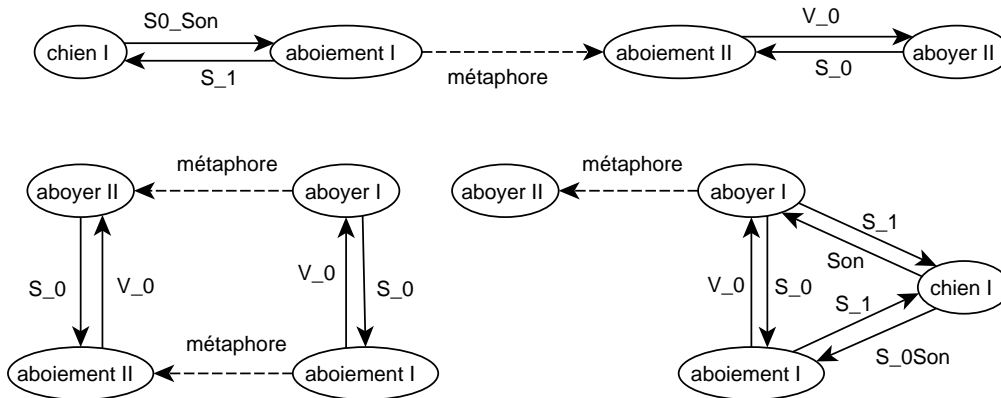 S0_Son
chien I
aboiement I
S_1
métaphore
aboiement II
V_0
aboyer II
S_0
métaphore
aboyer II
aboyer I
S_0
V_0
V_0
S_0
métaphore
aboiement II
aboiement I
métaphore
aboyer II
aboyer I
S_1
Son
V_0
S_0
chien I
S_1
S_0Son
aboiement I